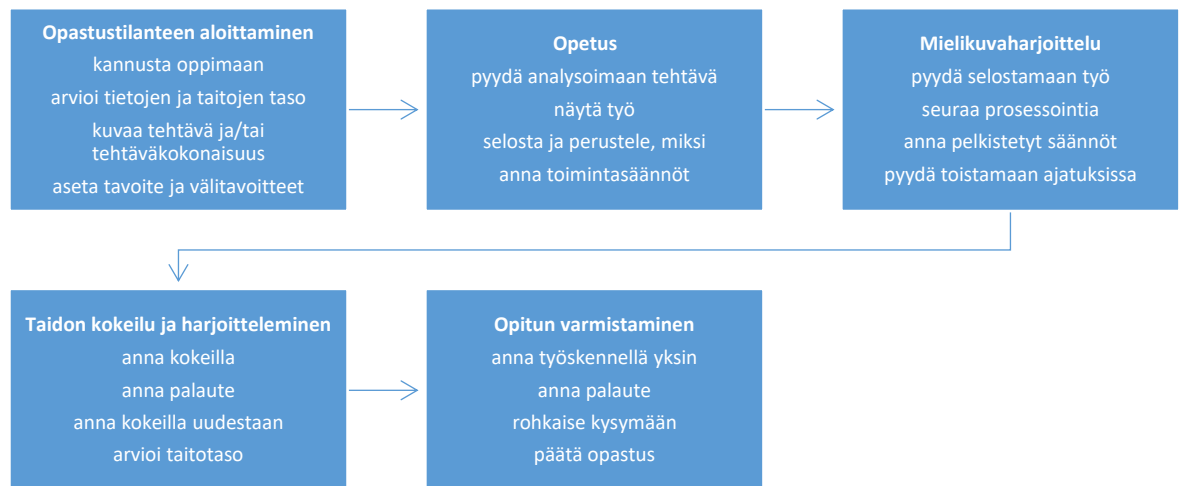 Opastustilanteen aloittaminen
kannusta oppimaan
arvioi tietojen ja taitojen taso
kuvaa tehtävä ja/tai
tehtäväkokonaisuus
aseta tavoite ja välitavoitteet
Opetus
pyydä analysoimaan tehtävä
näytä työ
selosta ja perustele, miksi
anna toimintasäännöt
Mielikuvaharjoittelu
pyydä selostamaan työ
seuraa prosessointia
anna pelkistetyt säännöt
pyydä toistamaan ajatuksissa
Taidon kokeilu ja harjoitteleminen
anna kokeilla
anna palaute
anna kokeilla uudestaan
arvioi taitotaso
Opitun varmistaminen
anna työskennellä yksin
anna palaute
rohkaise kysymään
päätä opastus